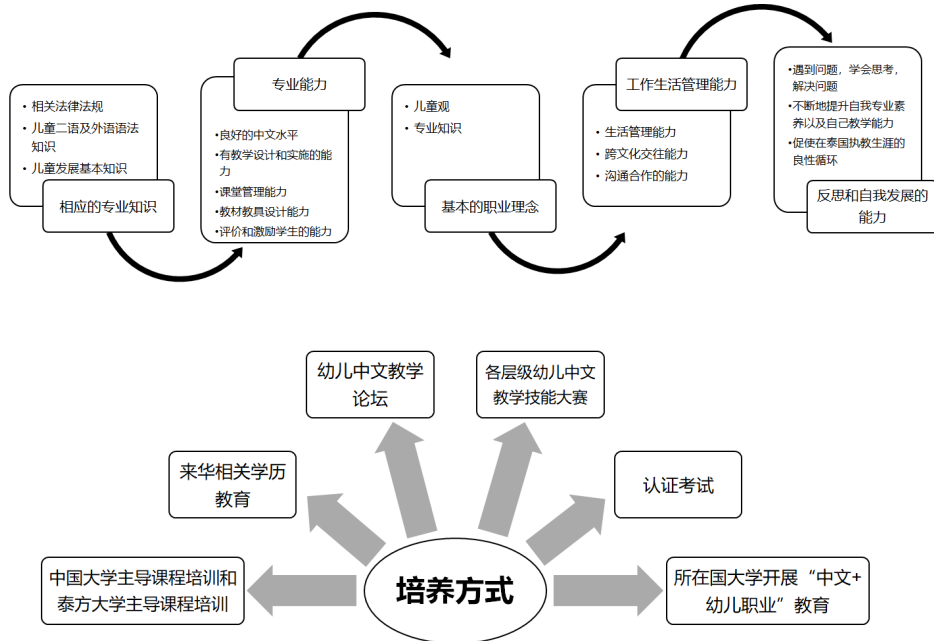 相关法律法规
儿童二语及外语语法
知识
儿童发展基本知识
相应的专业知识
专业能力
良好的中文水平
有教学设计和实施的能
力
课堂管理能力
教材教具设计能力
评价和激励学生的能力
儿童观
专业知识
基本的职业理念
工作生活管理能力
生活管理能力
跨文化交往能力
沟通合作的能力
遇到问题，学会思考，
解决问题
不断地提升自我专业素
养以及自己教学能力
促使在泰国执教生涯的
良性循环
反思和自我发展的
能力
幼儿中文教学
论坛
各层级幼儿中文
教学技能大赛
来华相关学历
教育
认证考试
中国大学主导课程培训和
泰方大学主导课程培训
培养方式
所在国大学开展“中文+
幼儿职业”教育